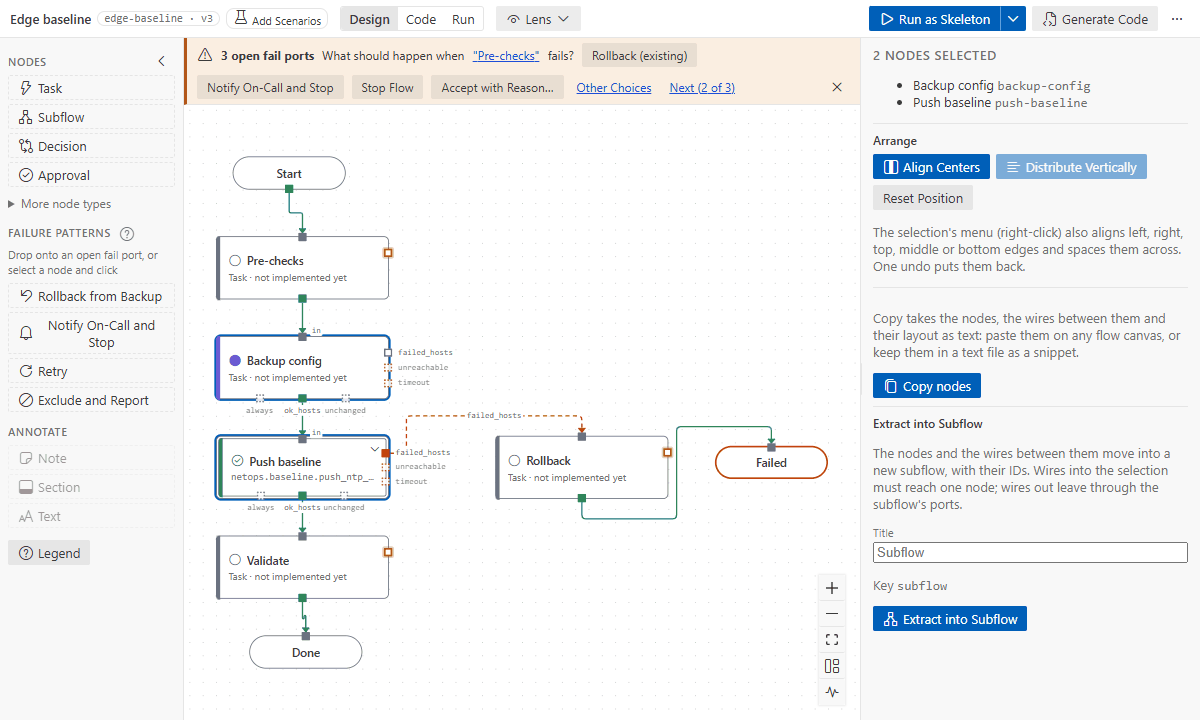 Edge baseline
edge-baseline · v3
Add Scenarios
Design
Code
Run
Lens
Run as Skeleton
Generate Code
NODES
Task
Subflow
Decision
Approval
More node types
FAILURE PATTERNS
Drop onto an open fail port, or
select a node and click
Rollback from Backup
Notify On-Call and
Stop
Retry
Exclude and Report
ANNOTATE
Note
Section
Text
Legend
3 open fail ports What should happen when "Pre-checks" fails?
Rollback (existing)
Notify On-Call and Stop
Stop Flow
Accept with Reason...
Other Choices
Next (2 of 3)
Start
Pre-checks
Task · not implemented yet
in
Backup config
Task · not implemented yet
failed_hosts
unreachable
timeout
always
ok_hosts
unchanged
in
Push baseline
netops.baseline.push_ntp_…
failed_hosts
unreachable
timeout
always
ok_hosts
unchanged
failed_hosts
Rollback
Task · not implemented yet
Failed
Validate
Task · not implemented yet
Done
2 NODES SELECTED
Backup config backup-config
Push baseline push-baseline
Arrange
Align Centers
Distribute Vertically
Reset Position
The selection's menu (right-click) also aligns left, right,
top, middle or bottom edges and spaces them across.
One undo puts them back.
Copy takes the nodes, the wires between them and
their layout as text: paste them on any flow canvas, or
keep them in a text file as a snippet.
Copy nodes
Extract into Subflow
The nodes and the wires between them move into a
new subflow, with their IDs. Wires into the selection
must reach one node; wires out leave through the
subflow's ports.
Title
Subflow
Key subflow
Extract into Subflow